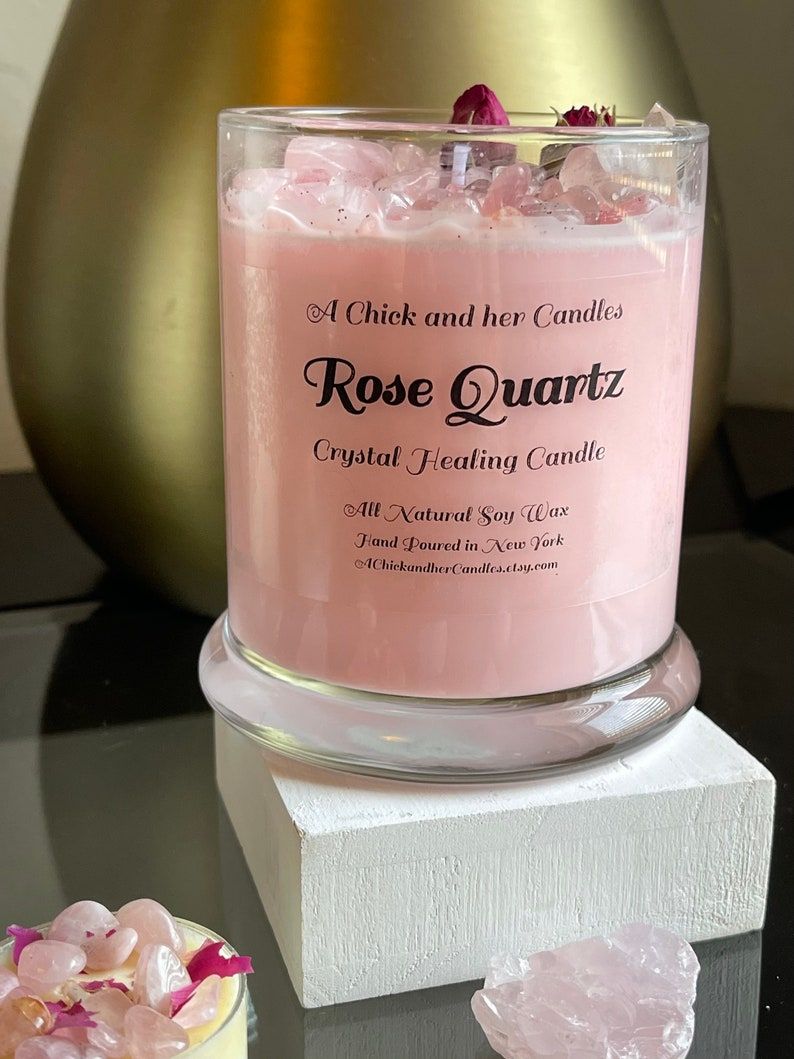 A Chick and her Candles
Rose Quartz
Crystal Healing Candle
All Natural Soy Wax
Hand Poured in New York
AChickandherCandles.etsy.com